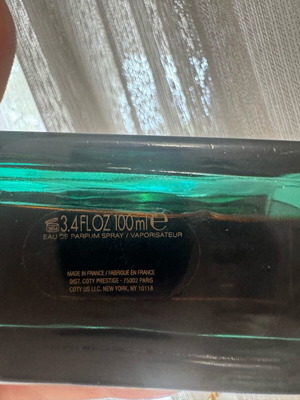 3.4 FL OZ 100 ml e
EAU DE PARFUM SPRAY / VAPORISATEUR
MADE IN FRANCE / FABRIQUÉ EN FRANCE
DIST. COTY PRESTIGE - 75002 PARIS
COTY US LLC, NEW YORK, NY 10118